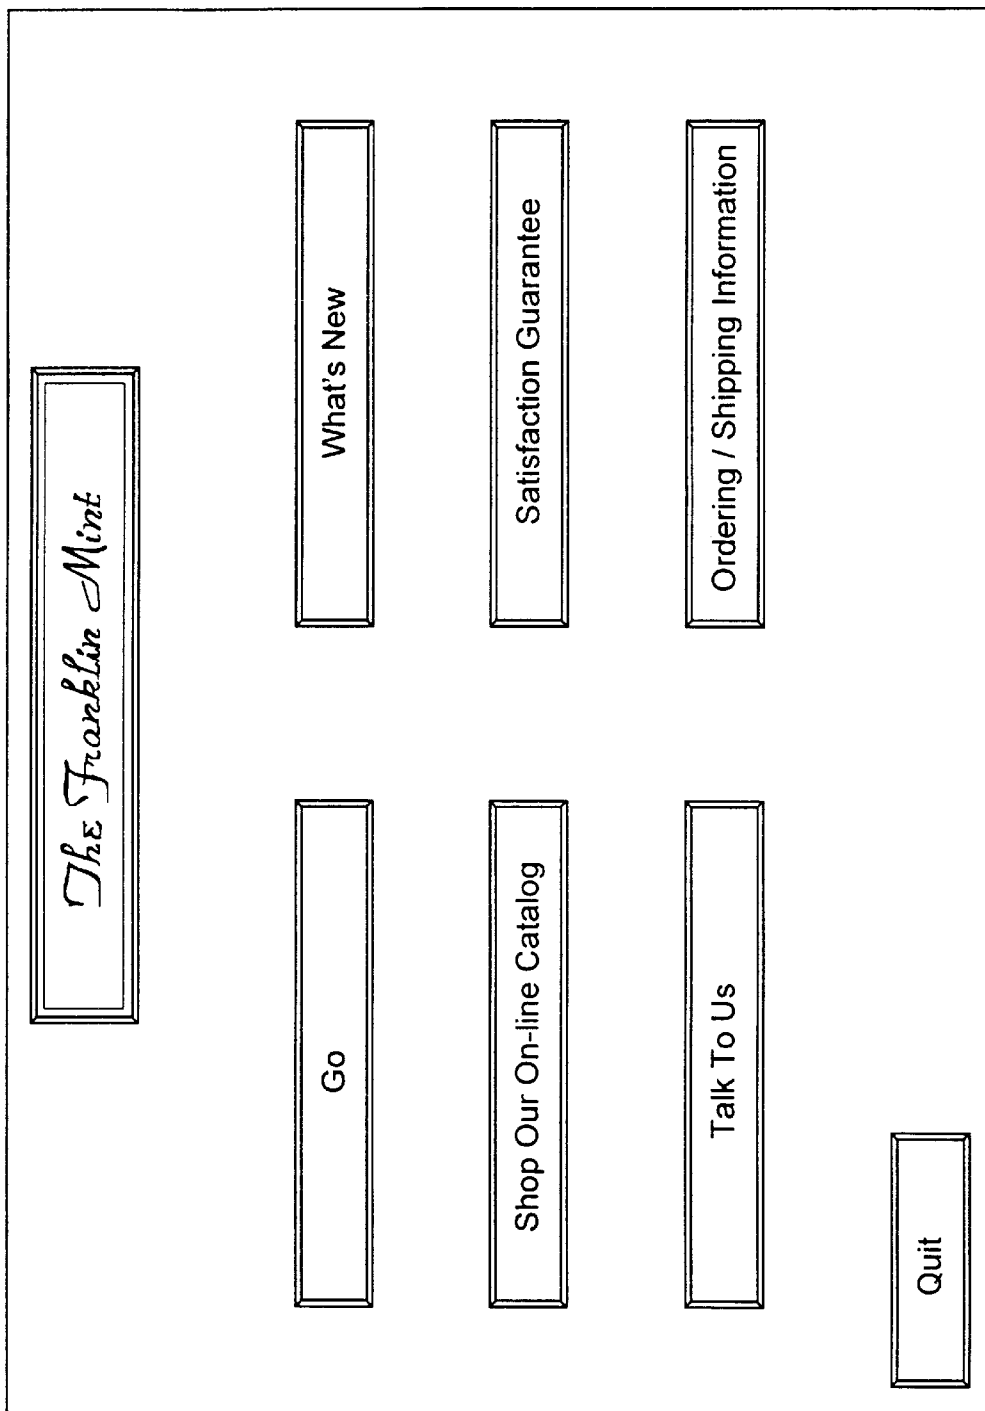 The Franklin Mint
Go
What's New
Shop Our On-line Catalog
Satisfaction Guarantee
Talk To Us
Ordering / Shipping Information
Quit